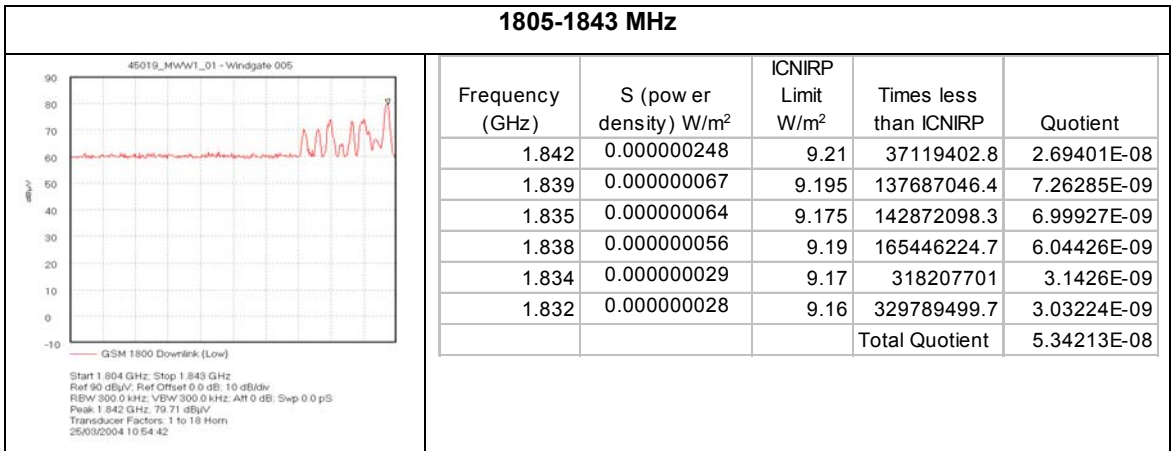 1805-1843 MHz
45019_MWW1_01 - Windgate 005
90
80
70
60
50
40
30
20
10
0
-10
dBµV
GSM 1800 Downlink (Low)
Start 1.804 GHz; Stop 1.843 GHz
Ref 90 dBµV; Ref Offset 0.0 dB; 10 dB/div
RBW 300.0 kHz; VBW 300.0 kHz; Att 0 dB; Swp 0.0 pS
Peak 1.842 GHz, 79.71 dBµV
Transducer Factors: 1 to 18 Horn
25/03/2004 10:54:42
Frequency (GHz) S (pow er density) W/m² ICNIRP Limit W/m² Times less than ICNIRP Quotient
1.842 0.000000248 9.21 37119402.8 2.69401E-08
1.839 0.000000067 9.195 137687046.4 7.26285E-09
1.835 0.000000064 9.175 142872098.3 6.99927E-09
1.838 0.000000056 9.19 165446224.7 6.04426E-09
1.834 0.000000029 9.17 318207701 3.1426E-09
1.832 0.000000028 9.16 329789499.7 3.03224E-09
Total Quotient 5.34213E-08